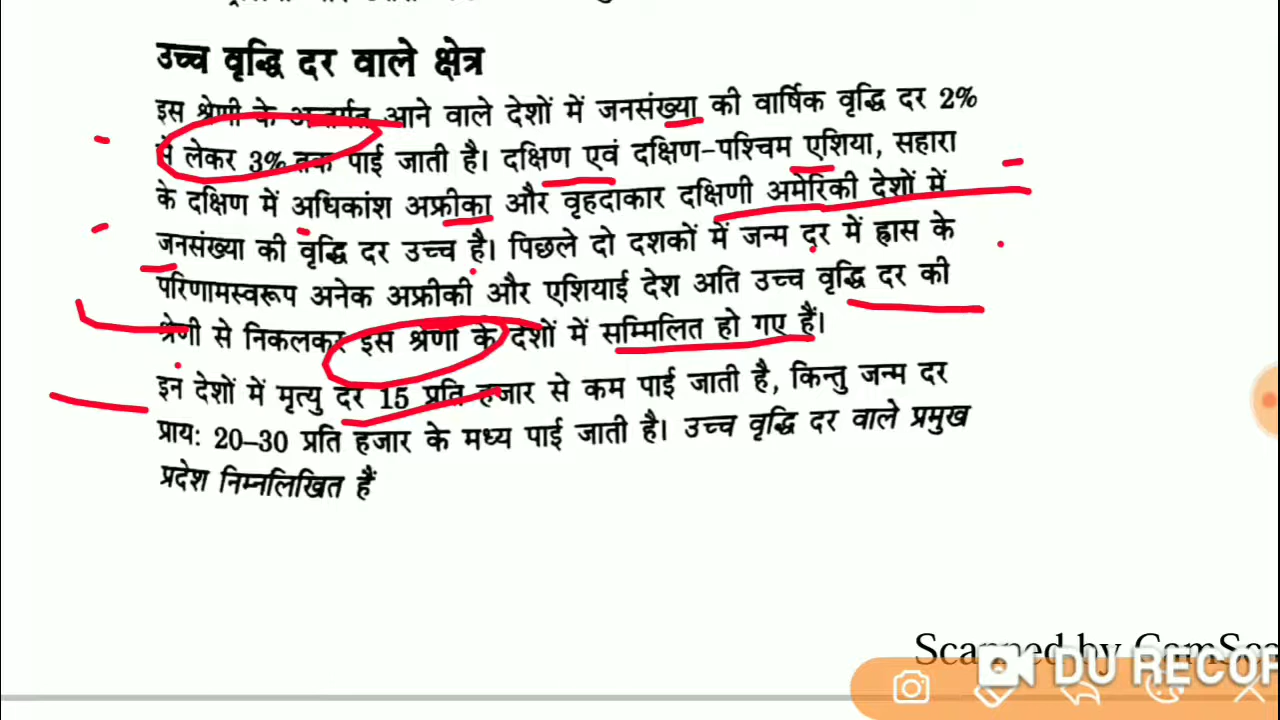 उच्च वृद्धि दर वाले क्षेत्र
इस श्रेणी के अन्तर्गत आने वाले देशों में जनसंख्या की वार्षिक वृद्धि दर 2%
से लेकर 3% तक पाई जाती है। दक्षिण एवं दक्षिण-पश्चिम एशिया, सहारा
के दक्षिण में अधिकांश अफ्रीका और वृहदाकार दक्षिणी अमेरिकी देशों में
जनसंख्या की वृद्धि दर उच्च है। पिछले दो दशकों में जन्म दर में ह्रास के
परिणामस्वरूप अनेक अफ्रीकी और एशियाई देश अति उच्च वृद्धि दर की
श्रेणी से निकलकर इस श्रेणी के देशों में सम्मिलित हो गए हैं।
इन देशों में मृत्यु दर 15 प्रति हजार से कम पाई जाती है, किन्तु जन्म दर
प्राय: 20–30 प्रति हजार के मध्य पाई जाती है। उच्च वृद्धि दर वाले प्रमुख
प्रदेश निम्नलिखित हैं
Scanned by CamSca
DU RECOR